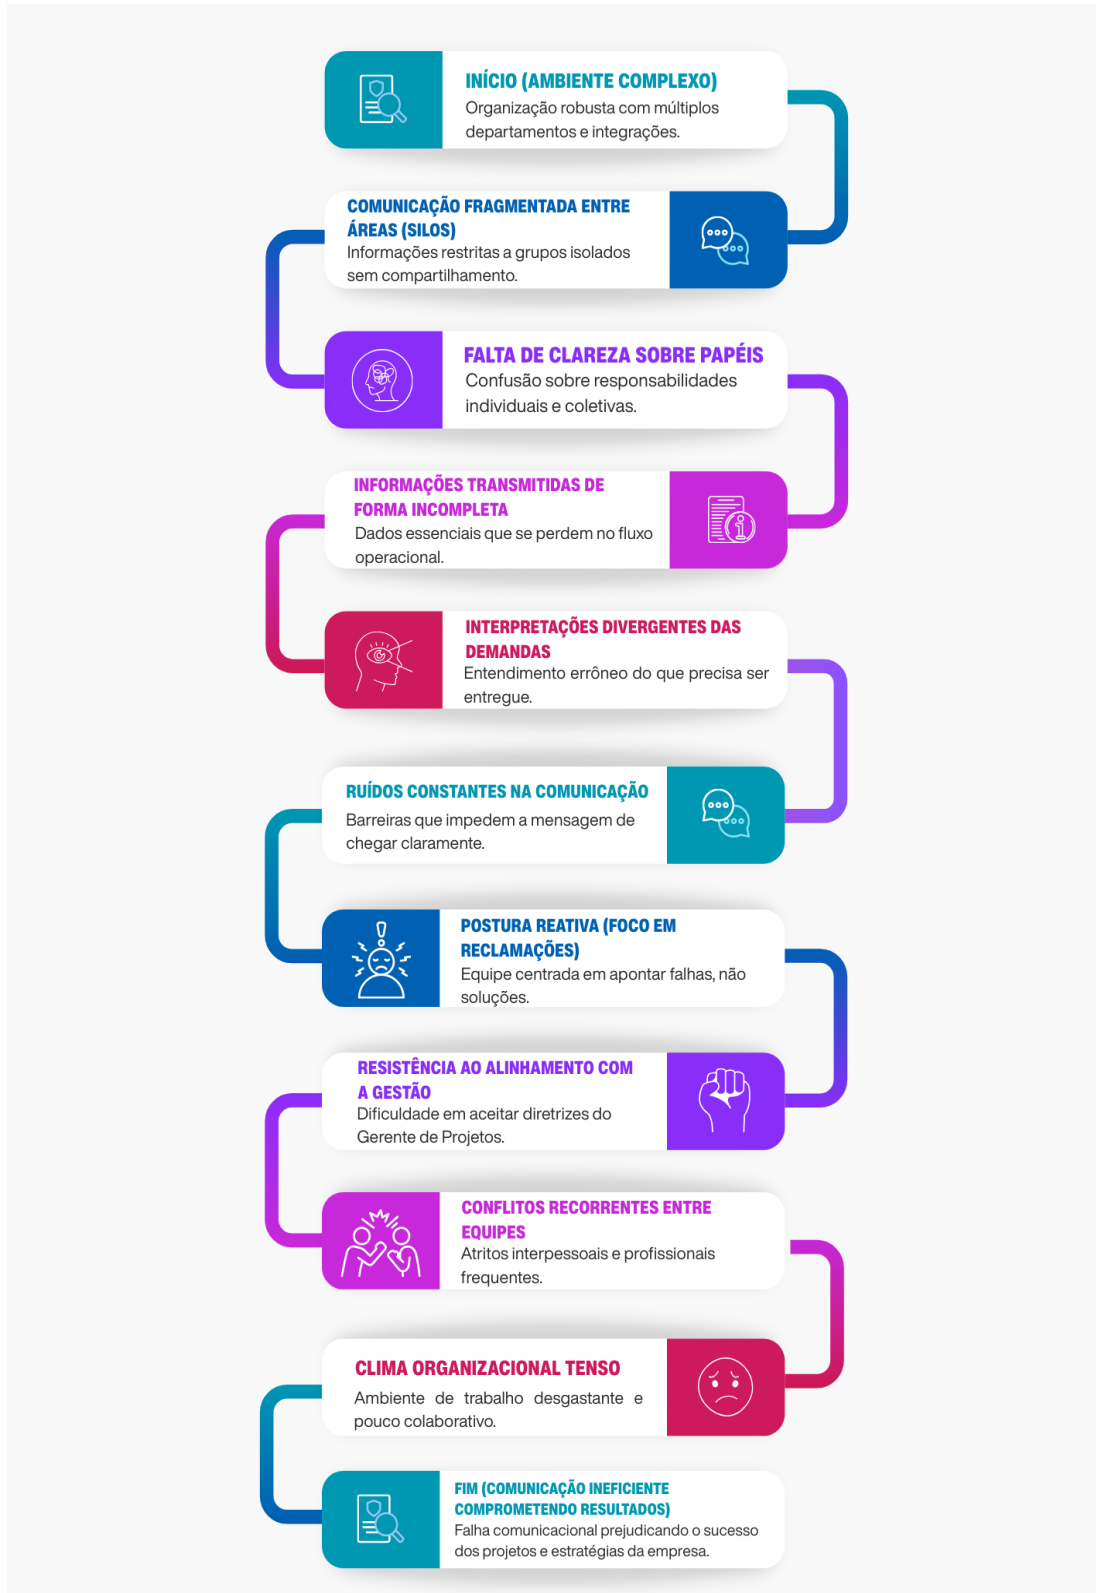 INÍCIO (AMBIENTE COMPLEXO)
Organização robusta com múltiplos
departamentos e integrações.
COMUNICAÇÃO FRAGMENTADA ENTRE
ÁREAS (SILOS)
Informações restritas a grupos isolados
sem compartilhamento.
FALTA DE CLAREZA SOBRE PAPÉIS
Confusão sobre responsabilidades
individuais e coletivas.
INFORMAÇÕES TRANSMITIDAS DE
FORMA INCOMPLETA
Dados essenciais que se perdem no fluxo
operacional.
INTERPRETAÇÕES DIVERGENTES DAS
DEMANDAS
Entendimento errôneo do que precisa ser
entregue.
RUÍDOS CONSTANTES NA COMUNICAÇÃO
Barreiras que impedem a mensagem de
chegar claramente.
POSTURA REATIVA (FOCO EM
RECLAMAÇÕES)
Equipe centrada em apontar falhas, não
soluções.
RESISTÊNCIA AO ALINHAMENTO COM
A GESTÃO
Dificuldade em aceitar diretrizes do
Gerente de Projetos.
CONFLITOS RECORRENTES ENTRE
EQUIPES
Atritos interpessoais e profissionais
frequentes.
CLIMA ORGANIZACIONAL TENSO
Ambiente de trabalho desgastante e
pouco colaborativo.
FIM (COMUNICAÇÃO INEFICIENTE
COMPROMETENDO RESULTADOS)
Falha comunicacional prejudicando o sucesso
dos projetos e estratégias da empresa.